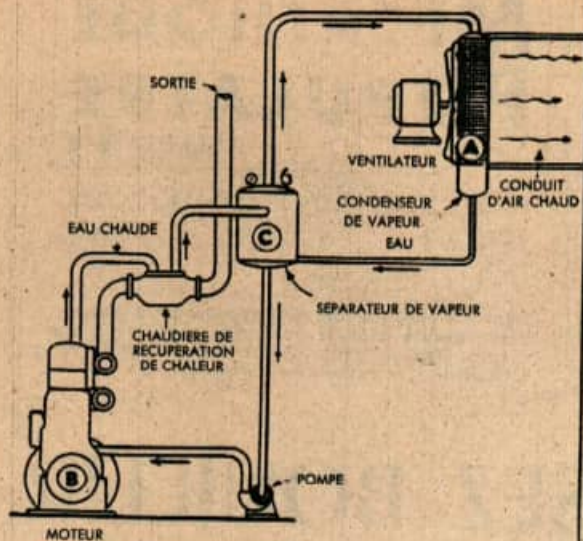 SORTIE
VENTILATEUR
A
CONDUIT
D'AIR CHAUD
CONDENSEUR
DE VAPEUR
EAU
EAU CHAUDE
C
SEPARATEUR DE VAPEUR
CHAUDIERE DE
RECUPERATION
DE CHALEUR
B
POMPE
MOTEUR